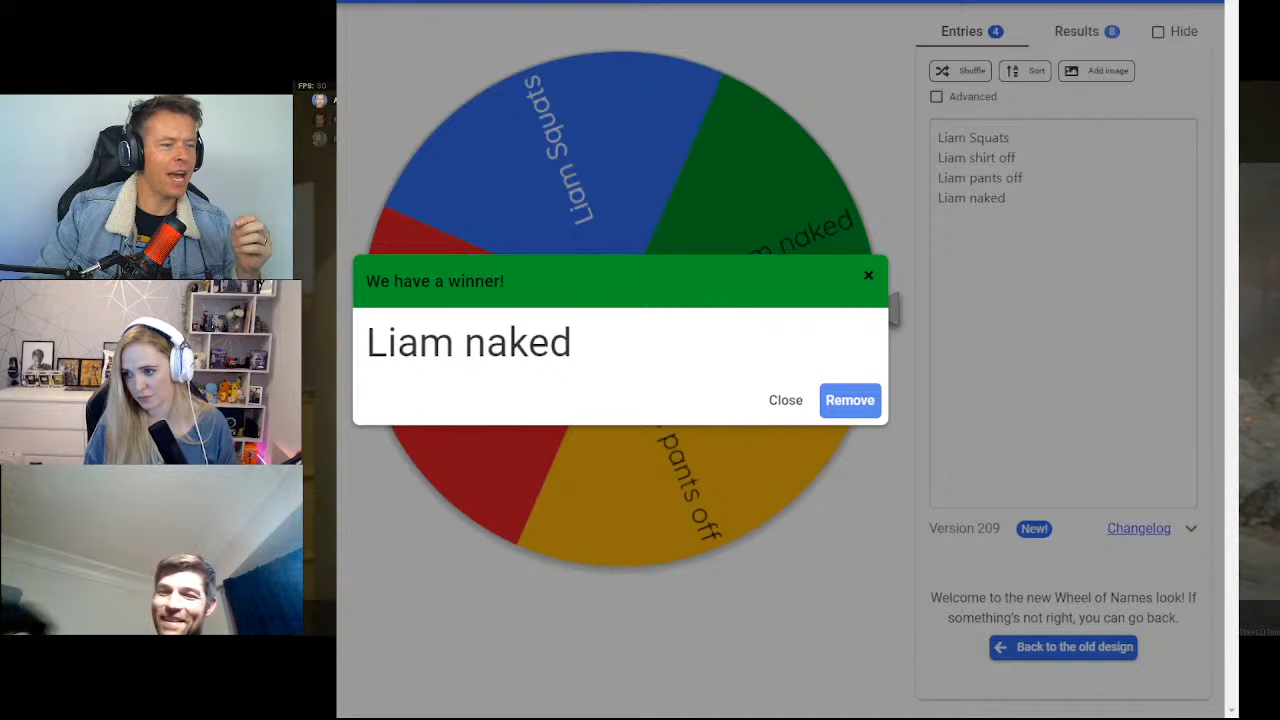 FPS: 30
Entries 4
Results 8
Hide
Shuffle
Sort
Add image
Advanced
Liam Squats
Liam shirt off
Liam pants off
Liam naked
Liam Squats
naked
pants off
We have a winner!
×
Liam naked
Close
Remove
Version 209
New!
Changelog
Welcome to the new Wheel of Names look! If
something's not right, you can go back.
Back to the old design